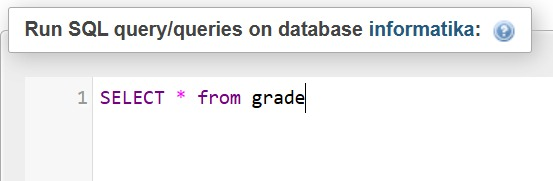 Run SQL query/queries on database informatika:
1 SELECT * from grade